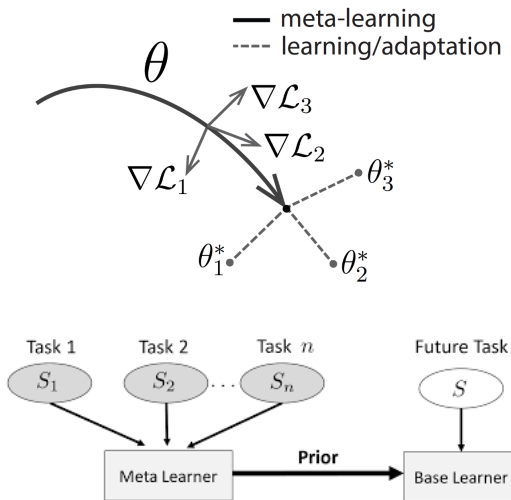 meta-learning
learning/adaptation
θ
∇ℒ₃
∇ℒ₂
∇ℒ₁
θ₃*
θ₁*
θ₂*
Task 1 Task 2 Task n Future Task
S₁ S₂ ... Sₙ S
Prior
Meta Learner Base Learner